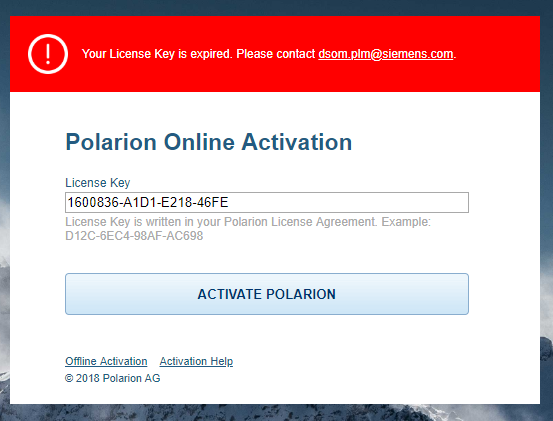 Your License Key is expired. Please contact dsom.plm@siemens.com.
Polarion Online Activation
License Key
1600836-A1D1-E218-46FE
License Key is written in your Polarion License Agreement. Example:
D12C-6EC4-98AF-AC698
ACTIVATE POLARION
Offline Activation Activation Help
© 2018 Polarion AG